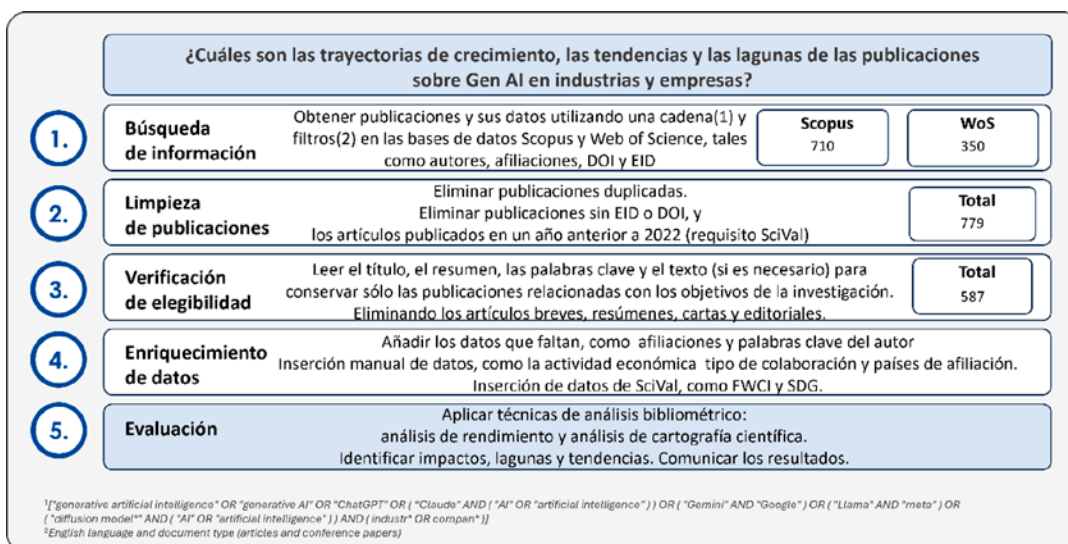 ¿Cuáles son las trayectorias de crecimiento, las tendencias y las lagunas de las publicaciones
sobre Gen AI en industrias y empresas?
1.
Búsqueda
de información
Obtener publicaciones y sus datos utilizando una cadena(1) y
filtros(2) en las bases de datos Scopus y Web of Science, tales
como autores, afiliaciones, DOI y EID
Scopus
710
WoS
350
2.
Limpieza
de publicaciones
Eliminar publicaciones duplicadas.
Eliminar publicaciones sin EID o DOI, y
los artículos publicados en un año anterior a 2022 (requisito SciVal)
Total
779
3.
Verificación
de elegibilidad
Leer el título, el resumen, las palabras clave y el texto (si es necesario) para
conservar sólo las publicaciones relacionadas con los objetivos de la investigación.
Eliminando los artículos breves, resúmenes, cartas y editoriales.
Total
587
4.
Enriquecimiento
de datos
Añadir los datos que faltan, como afiliaciones y palabras clave del autor
Inserción manual de datos, como la actividad económica tipo de colaboración y países de afiliación.
Inserción de datos de SciVal, como FWCI y SDG.
5.
Evaluación
Aplicar técnicas de análisis bibliométrico:
análisis de rendimiento y análisis de cartografía científica.
Identificar impactos, lagunas y tendencias. Comunicar los resultados.
¹["generative artificial intelligence" OR "generative AI" OR "ChatGPT" OR ( "Claude" AND ( "AI" OR "artificial intelligence" ) ) OR ( "Gemini" AND "Google" ) OR ( "Llama" AND "meta" ) OR
( "diffusion model*" AND ( "AI" OR "artificial intelligence" ) ) AND ( industr* OR compan* )]
²English language and document type (articles and conference papers)